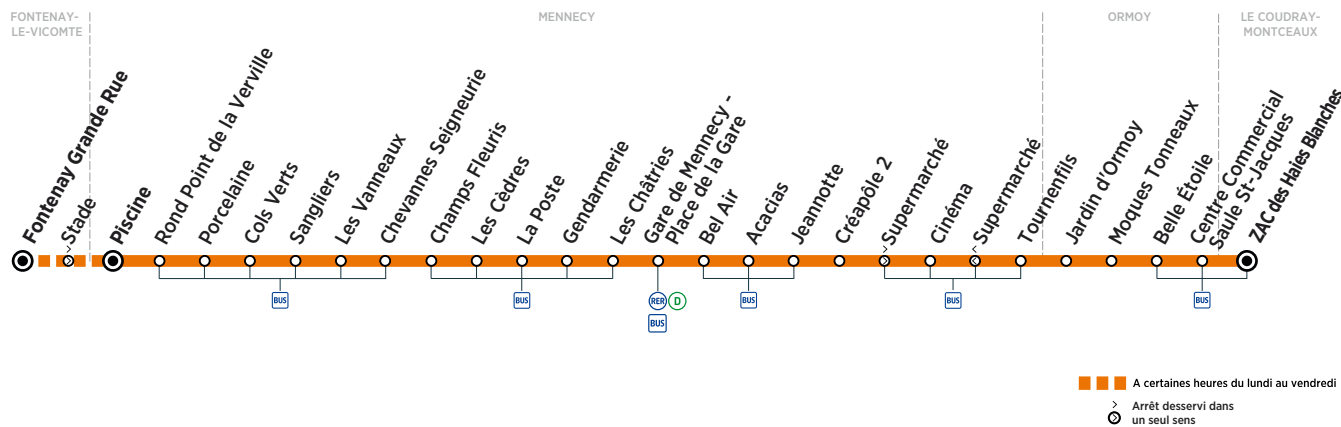 FONTENAY-
LE-VICOMTE
MENNECY
ORMOY
LE COUDRAY-
MONTCEAUX
Fontenay Grande Rue
Stade
Piscine
Rond Point de la Verville
Porcelaine
Cols Verts
Sangliers
Les Vanneaux
Chevannes Seigneurie
Champs Fleuris
Les Cèdres
La Poste
Gendarmerie
Les Châtries
Gare de Mennecy -
Place de la Gare
Bel Air
Acacias
Jeannotte
Créapôle 2
Supermarché
Cinéma
Supermarché
Tournenfils
Jardin d'Ormoy
Moques Tonneaux
Belle Étoile
Centre Commercial
Saule St-Jacques
ZAC des Haies Blanches
BUS
BUS
RER D
BUS
BUS
BUS
BUS
A certaines heures du lundi au vendredi
Arrêt desservi dans
un seul sens